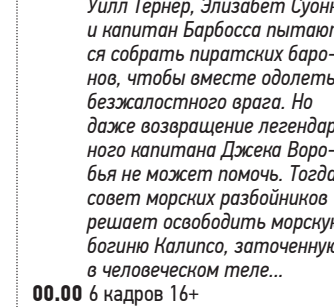 Уилл Тернер, Элизабет Суонн
и капитан Барбосса пытают
ся собрать пиратских баро-
нов, чтобы вместе одолеть
безжалостного врага. Но
даже возвращение легендар
ного капитана Джека Воро-
бья не может помочь. Тогда
совет морских разбойников
решает освободить морскую
богиню Калипсо, заточенную
в человеческом теле...
00.00 6 кадров 16+